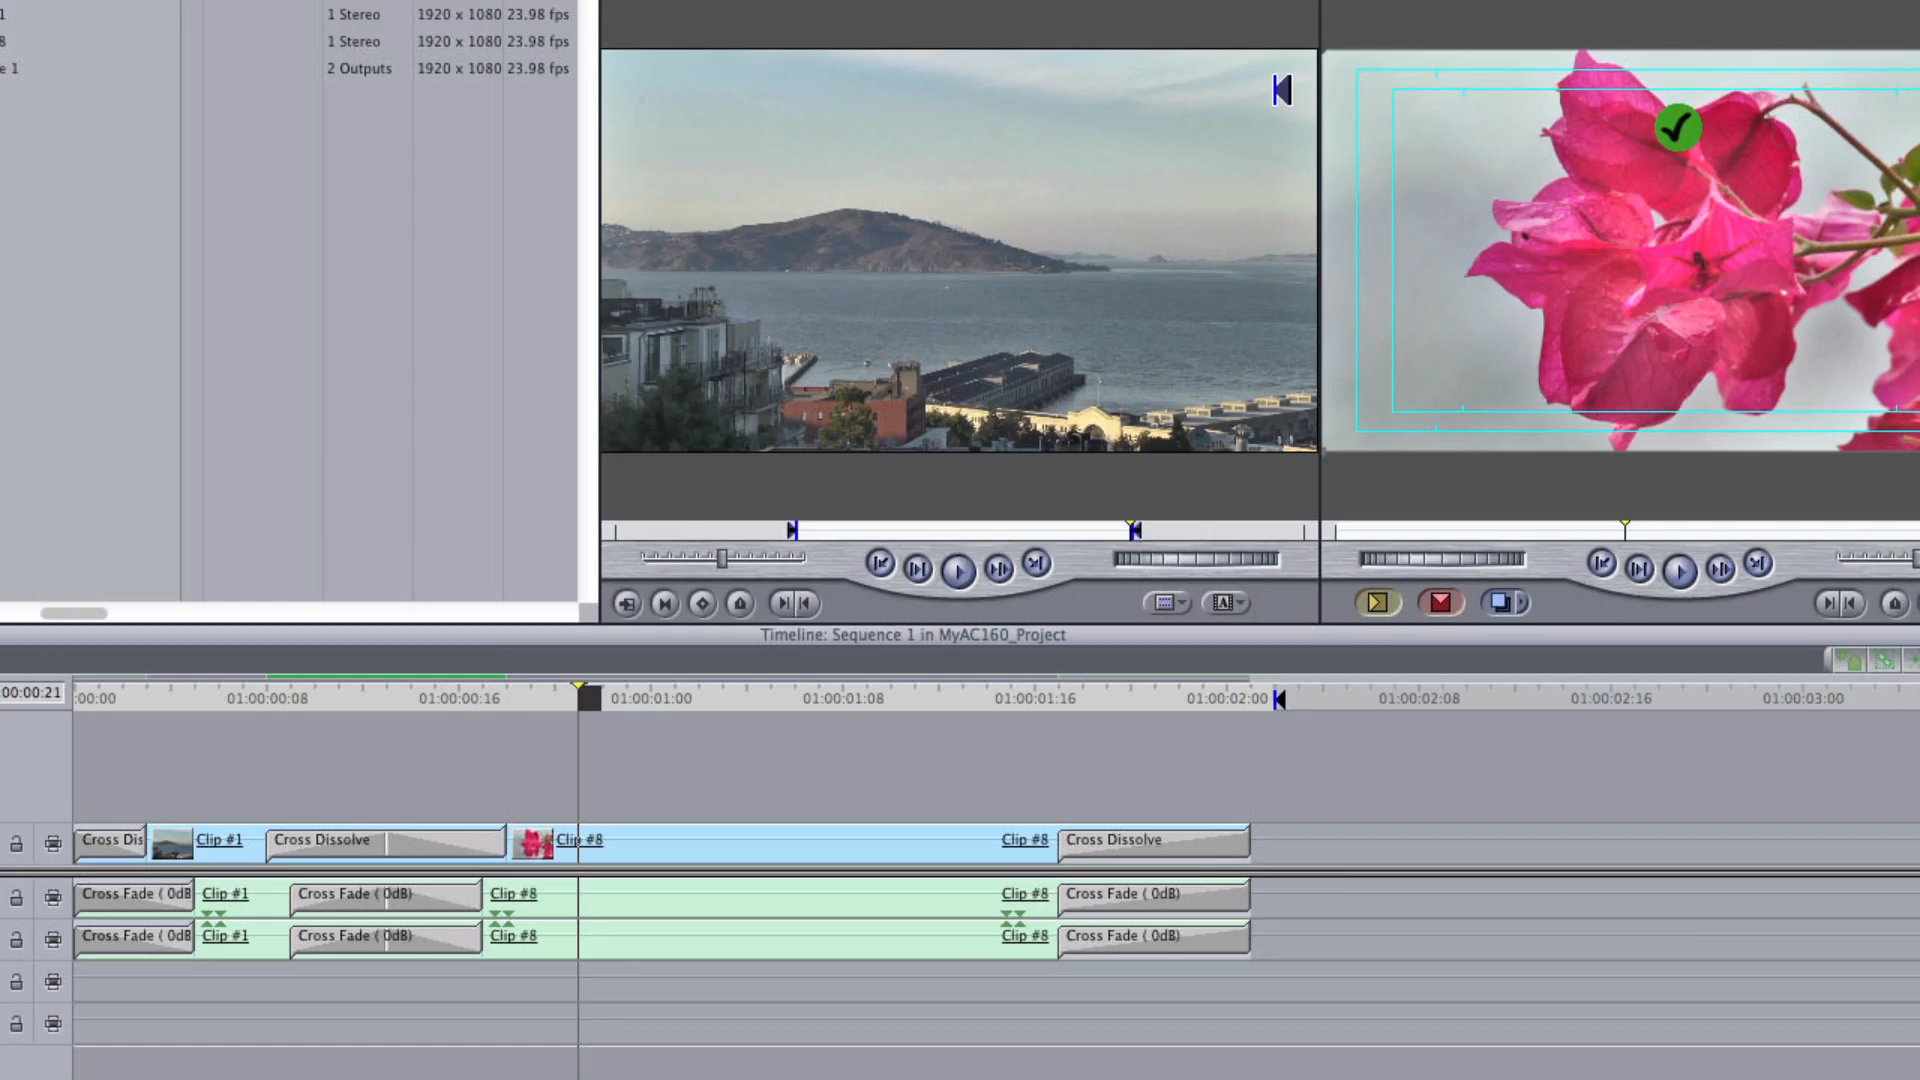 1 1 Stereo 1920 x 1080 23.98 fps
8 1 Stereo 1920 x 1080 23.98 fps
e 1 2 Outputs 1920 x 1080 23.98 fps
A
Timeline: Sequence 1 in MyAC160_Project
00:00:21 :00:00 01:00:00:08 01:00:00:16 01:00:01:00 01:00:01:08 01:00:01:16 01:00:02:00 01:00:02:08 01:00:02:16 01:00:03:00
Cross Dis Clip #1 Cross Dissolve Clip #8 Clip #8 Cross Dissolve
Cross Fade ( 0dB Clip #1 Cross Fade ( 0dB) Clip #8 Clip #8 Cross Fade ( 0dB)
Cross Fade ( 0dB Clip #1 Cross Fade ( 0dB) Clip #8 Clip #8 Cross Fade ( 0dB)